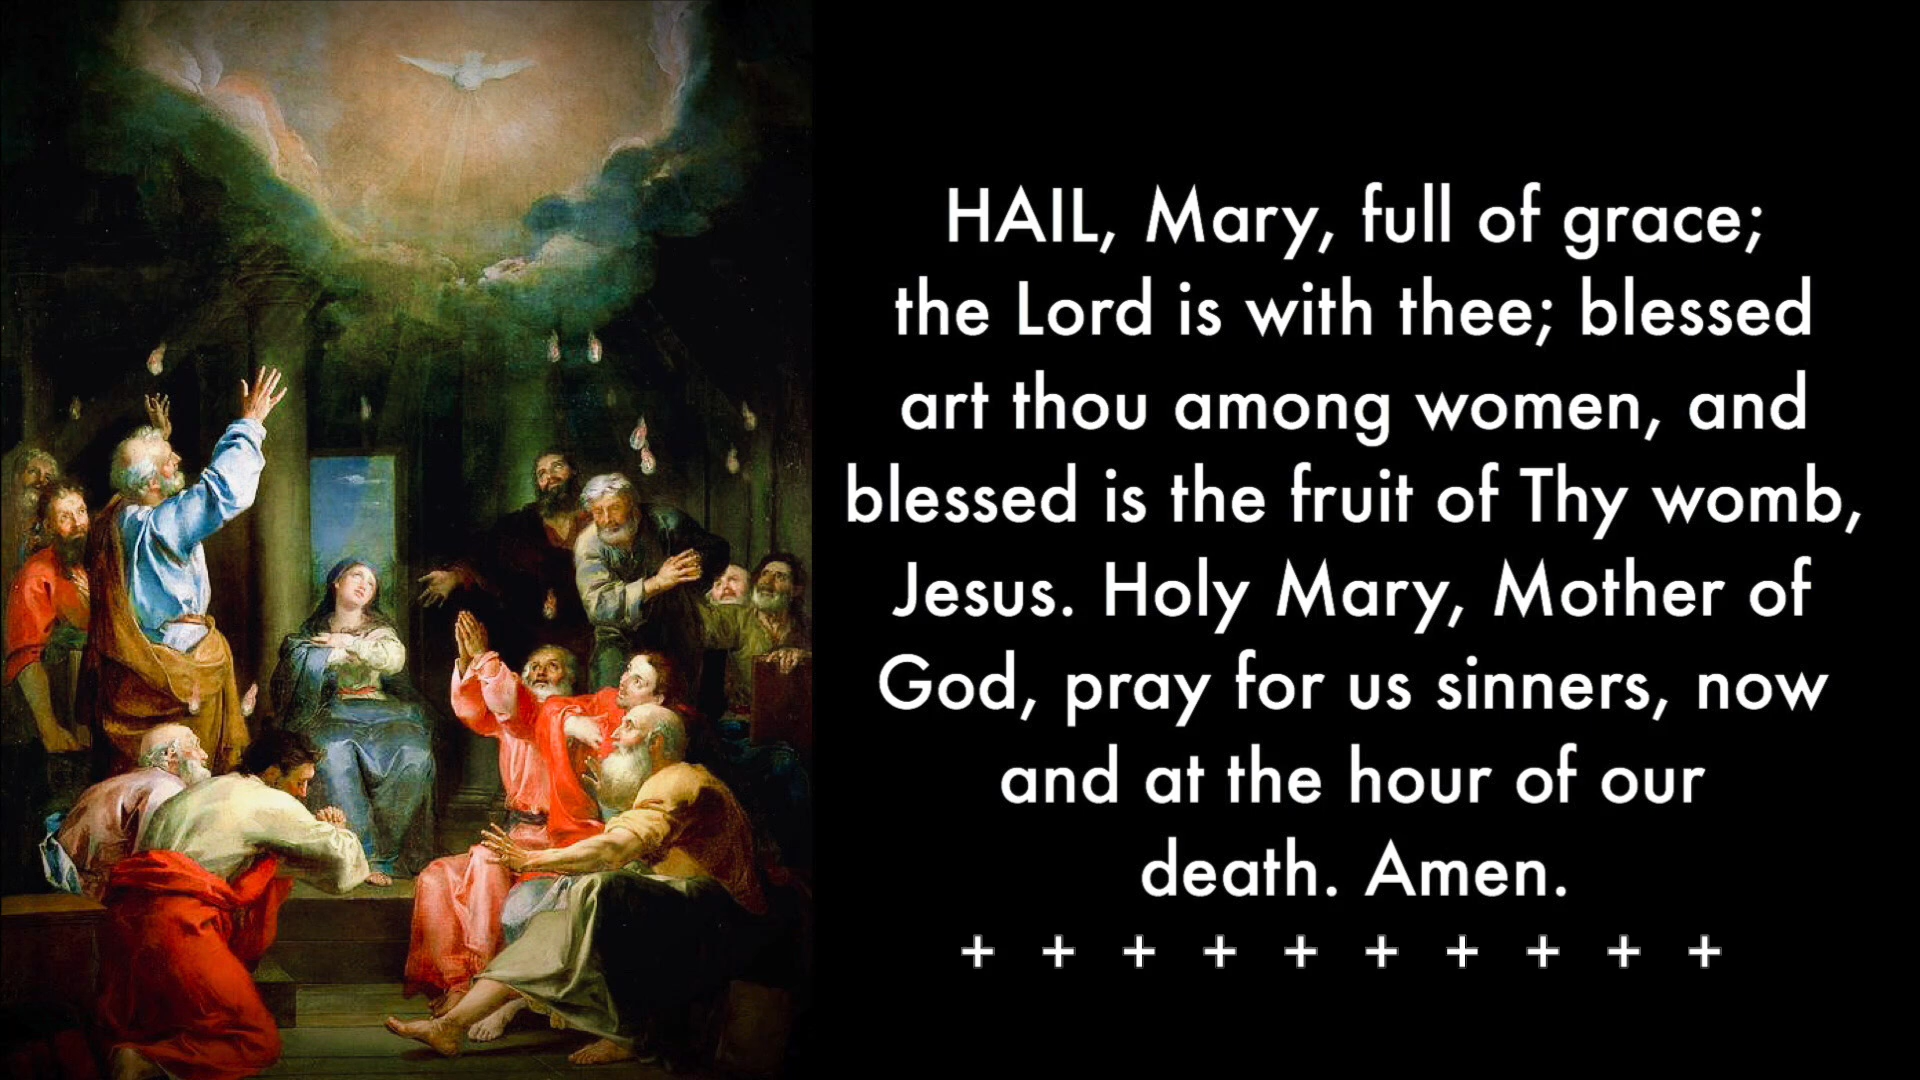 HAIL, Mary, full of grace;
the Lord is with thee; blessed
art thou among women, and
blessed is the fruit of Thy womb,
Jesus. Holy Mary, Mother of
God, pray for us sinners, now
and at the hour of our
death. Amen.
+ + + + + + + + + +